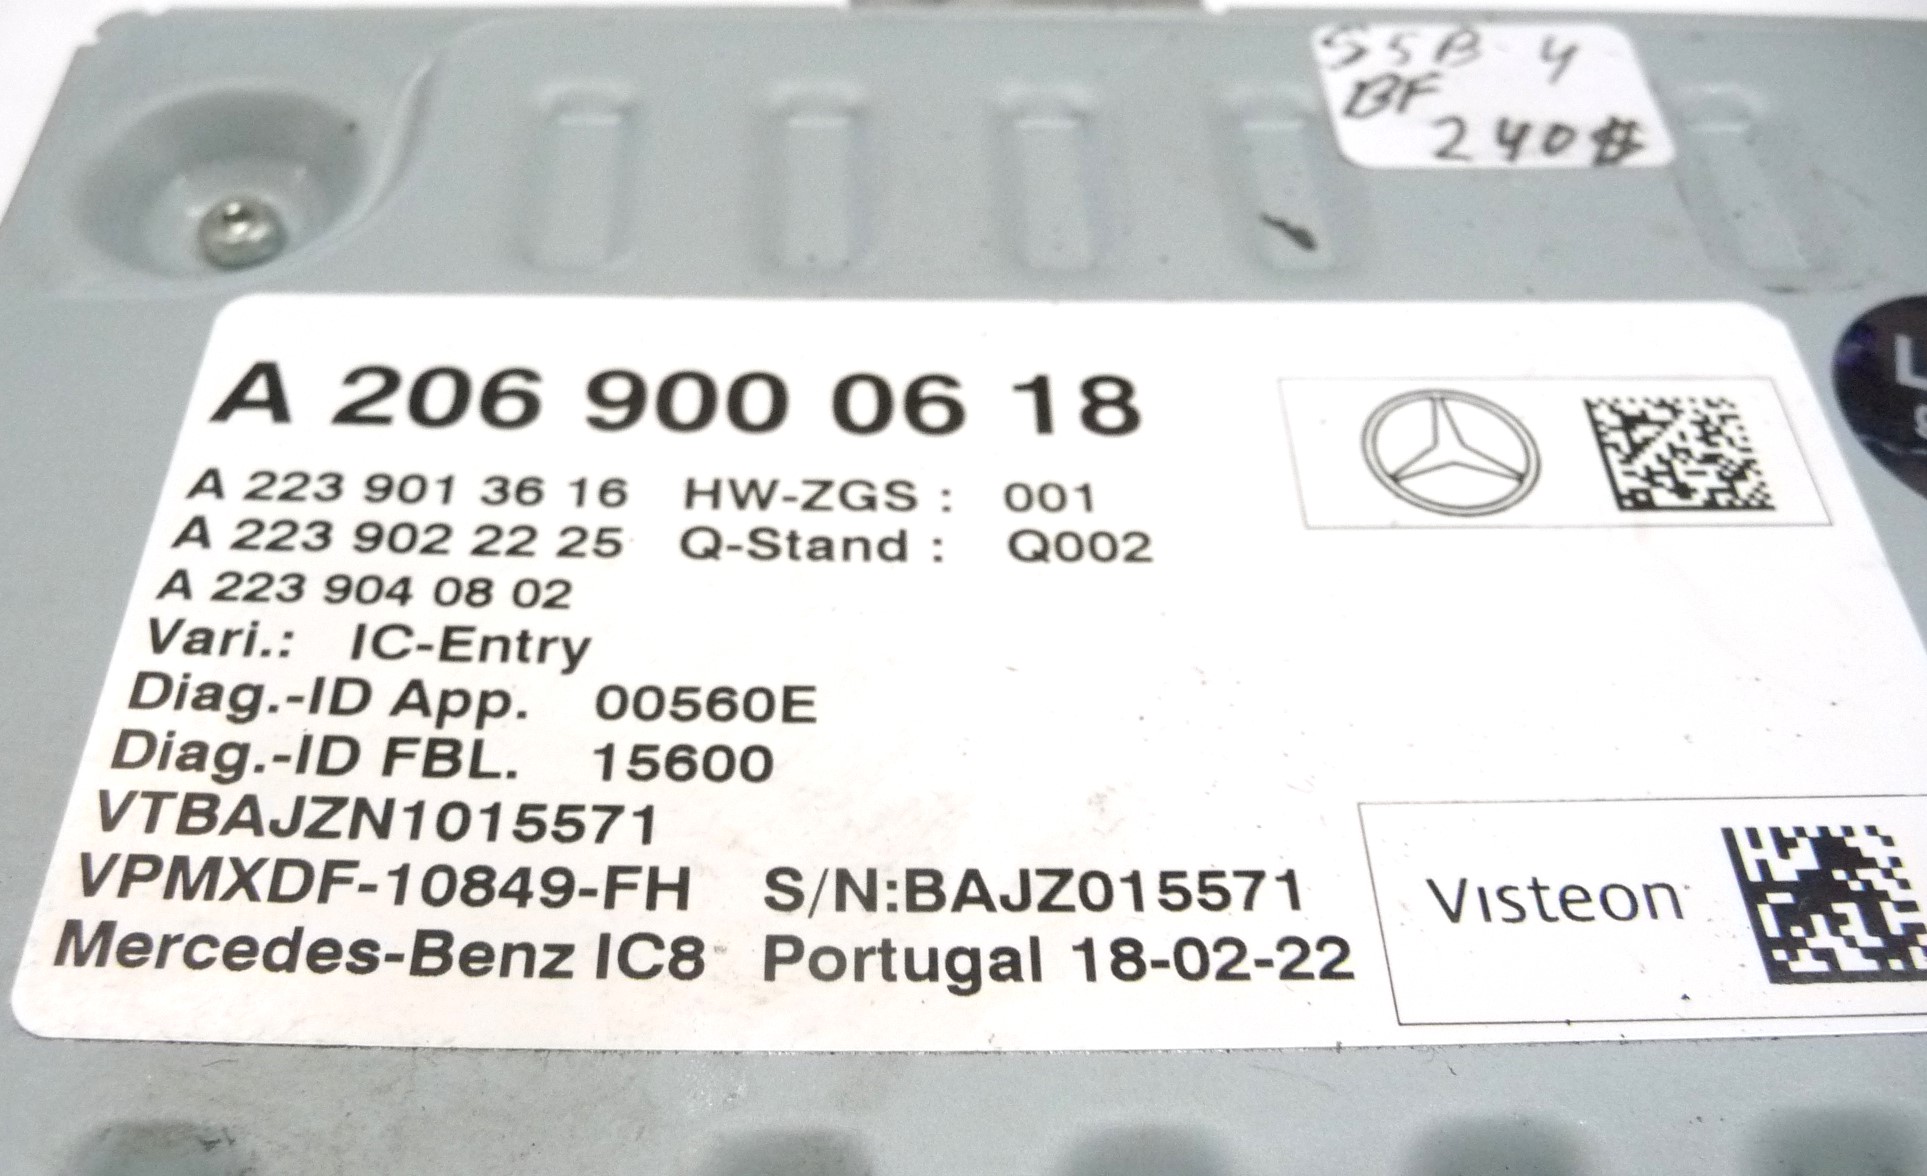 SSB 4
BF
240#
A 206 900 06 18
A 223 901 36 16 HW-ZGS : 001
A 223 902 22 25 Q-Stand : Q002
A 223 904 08 02
Vari.: IC-Entry
Diag.-ID App. 00560E
Diag.-ID FBL. 15600
VTBAJZN1015571
VPMXDF-10849-FH S/N:BAJZ015571
Mercedes-Benz IC8 Portugal 18-02-22
Visteon